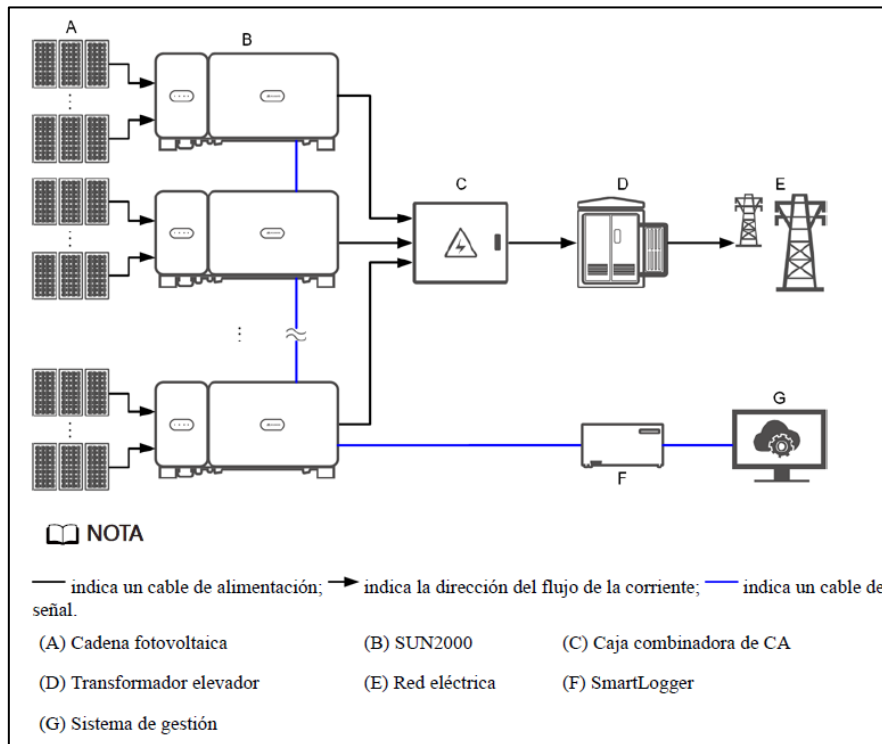 A
B
C
D
E
G
F
NOTA
indica un cable de alimentación; indica la dirección del flujo de la corriente; indica un cable de
señal.
(A) Cadena fotovoltaica (B) SUN2000 (C) Caja combinadora de CA
(D) Transformador elevador (E) Red eléctrica (F) SmartLogger
(G) Sistema de gestión